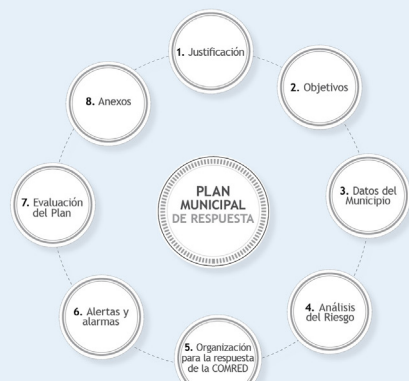 1. Justificación
2. Objetivos
3. Datos del
Municipio
4. Análisis
del Riesgo
5. Organización
para la respuesta
de la COMRED
6. Alertas y
alarmas
7. Evaluación
del Plan
8. Anexos
PLAN
MUNICIPAL
DE RESPUESTA